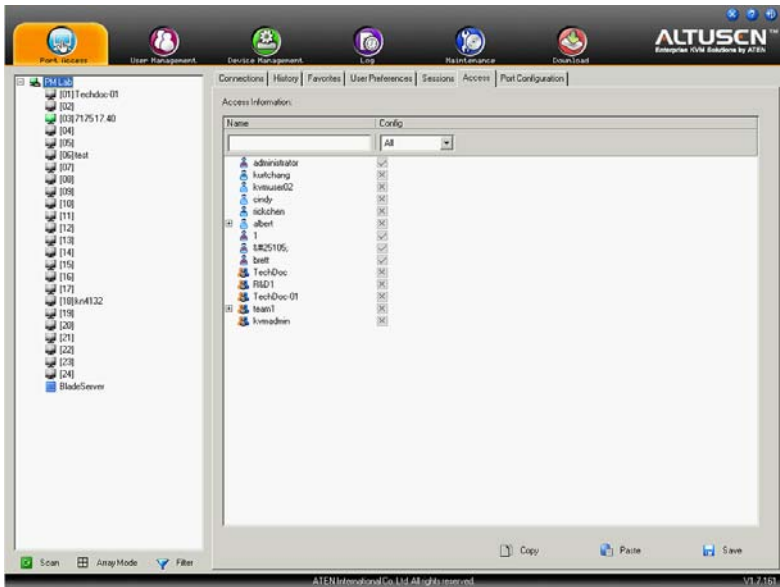 Port Access User Management Device Management Log Maintenance Download
ALTUSEN™
Enterprise KVM Solutions by ATEN
Connections History Favorites User Preferences Sessions Access Port Configuration
PM Lab
[01]Techdoc-01
[02]
[03]717517.40
[04]
[05]
[06]test
[07]
[08]
[09]
[10]
[11]
[12]
[13]
[14]
[15]
[16]
[17]
[18]kn4132
[19]
[20]
[21]
[22]
[23]
[24]
BladeServer
Access Information:
Name Config
All
administrator
kurtchang
kvmuser02
cindy
rickchen
albert
1
&#25105;
brett
TechDoc
R&D1
TechDoc-01
team1
kvmadmin
Copy Paste Save
Scan Array Mode Filter
ATEN International Co. Ltd. All rights reserved. V1.7.161